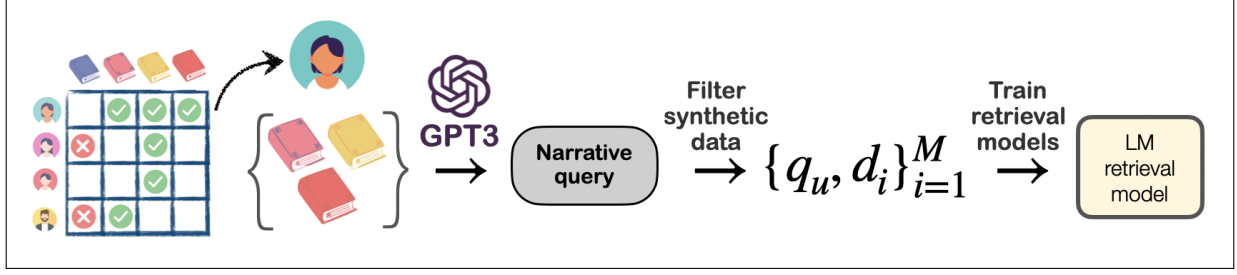 GPT3
Narrative
query
Filter
synthetic
data
{q_u, d_i}_{i=1}^M
Train
retrieval
models
LM
retrieval
model